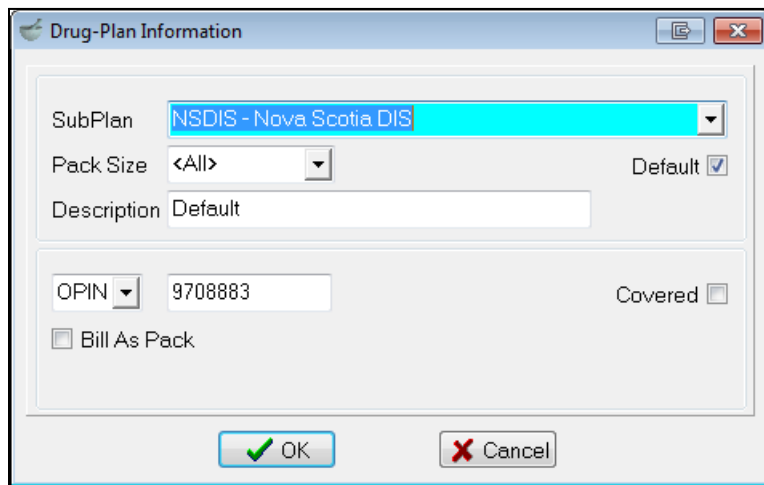 Drug-Plan Information
SubPlan NSDIS - Nova Scotia DIS
Pack Size <All> Default
Description Default
OPIN 9708883 Covered
Bill As Pack
OK Cancel